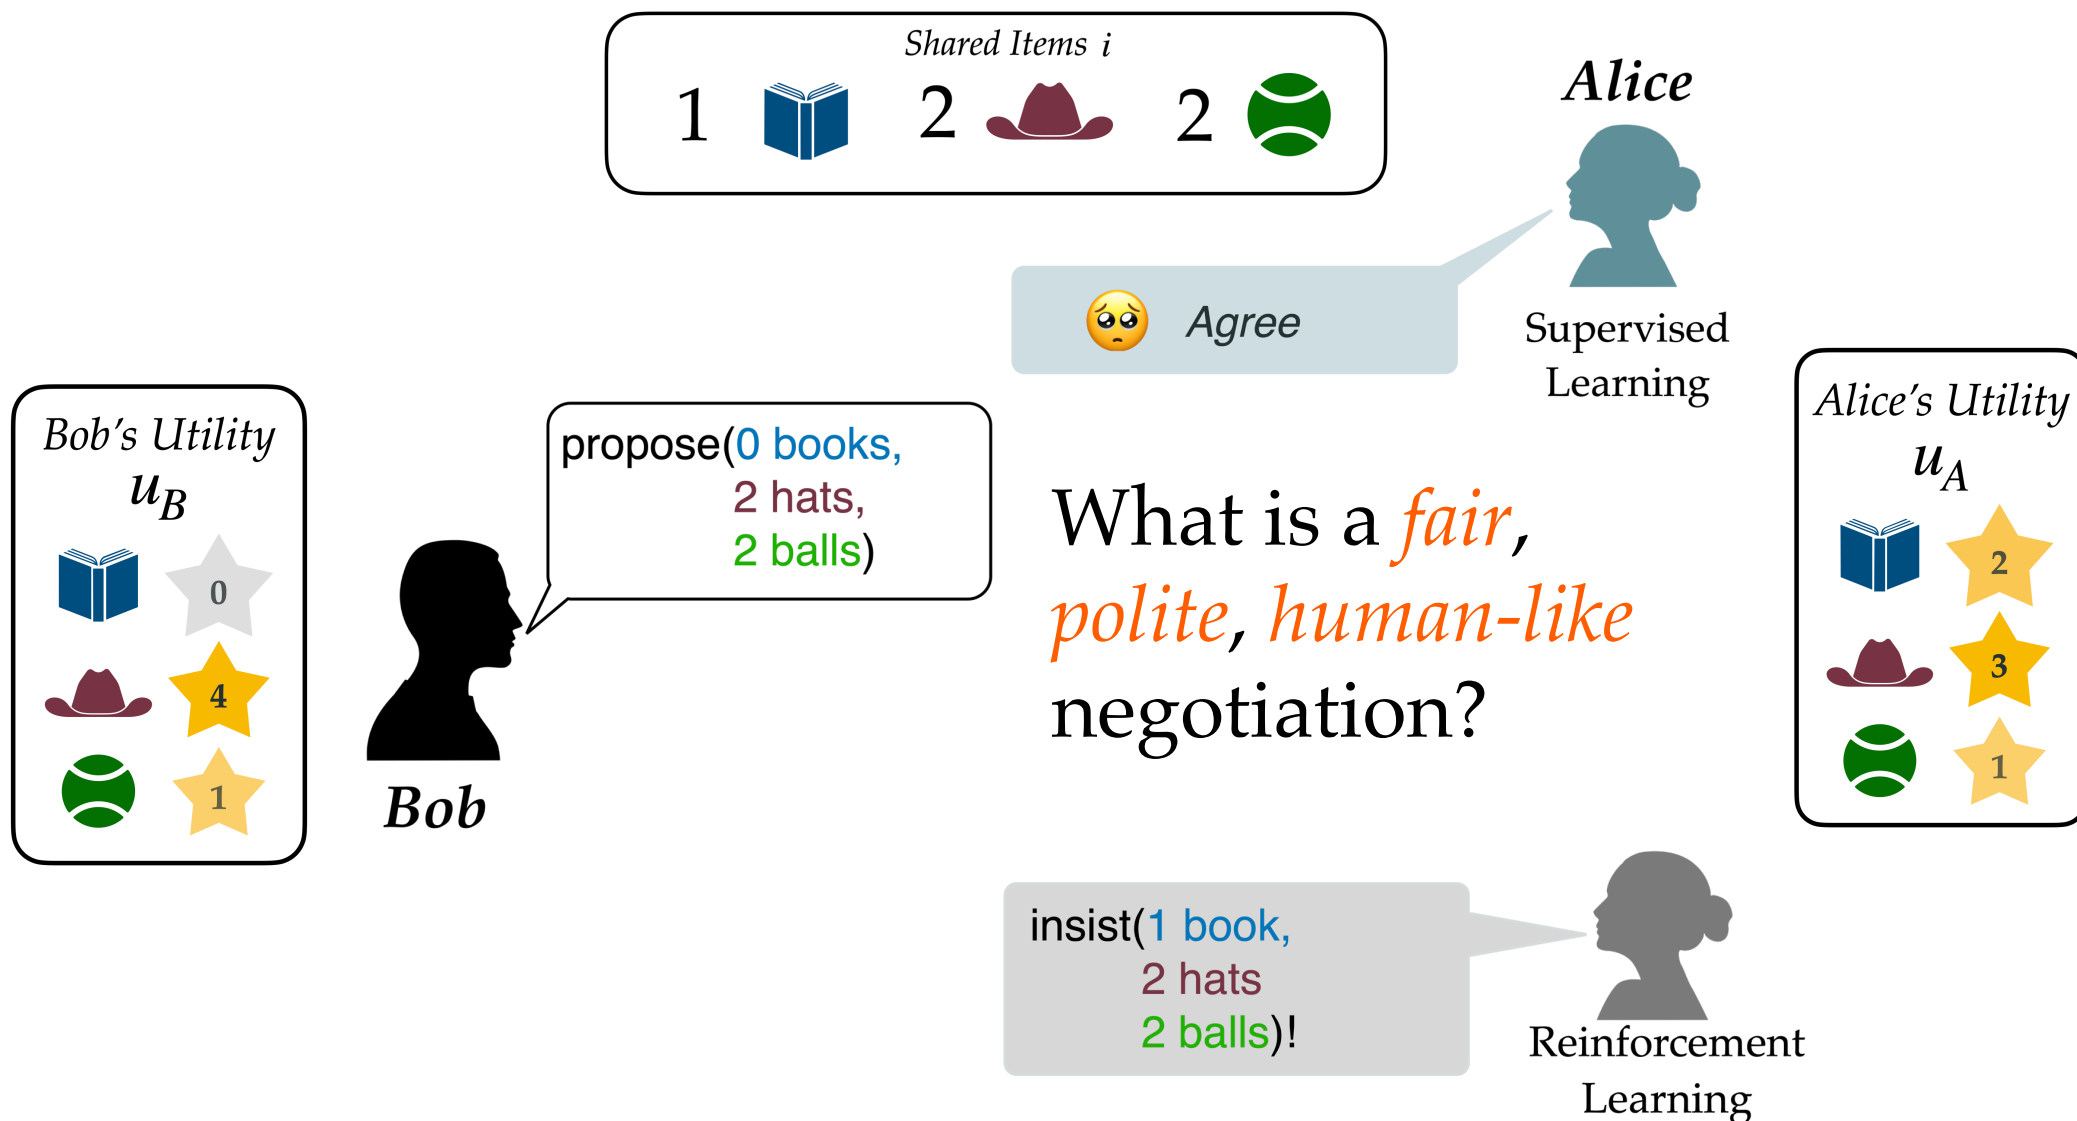 Shared Items i
1 2 2
Alice
Agree
Supervised
Learning
Bob's Utility
u_B
0
4
1
propose(0 books,
2 hats,
2 balls)
Bob
What is a fair,
polite, human-like
negotiation?
Alice's Utility
u_A
2
3
1
insist(1 book,
2 hats
2 balls)!
Reinforcement
Learning